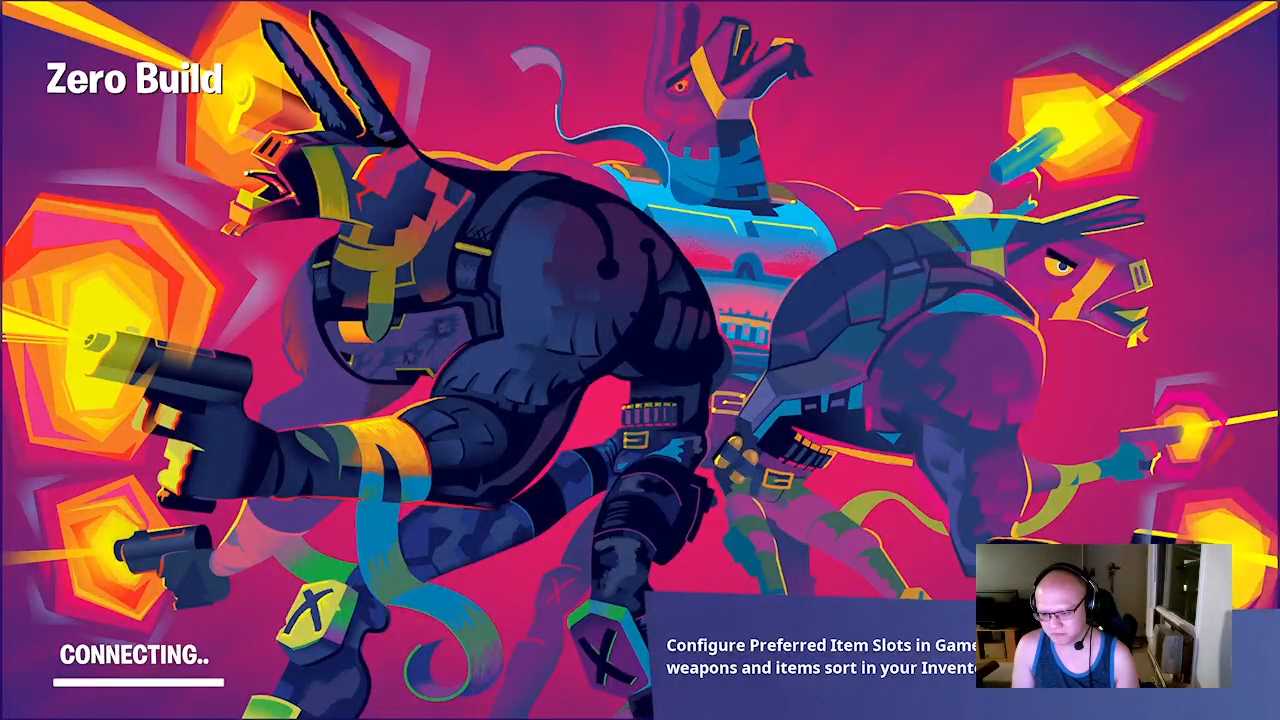 Zero Build
CONNECTING..
Configure Preferred Item Slots in Game
weapons and items sort in your Invent